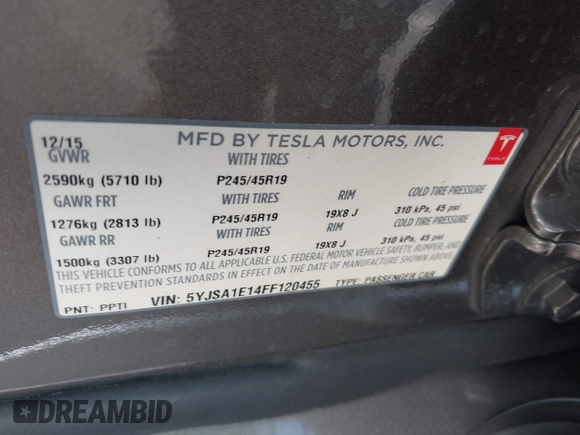 12/15 MFD BY TESLA MOTORS, INC.
GVWR WITH TIRES
TESLA
2590kg (5710 lb) P245/45R19
GAWR FRT WITH TIRES RIM COLD TIRE PRESSURE
1276kg (2813 lb) P245/45R19 19X8 J 310 kPa, 45 psi
GAWR RR WITH TIRES RIM COLD TIRE PRESSURE
1500kg (3307 lb) P245/45R19 19X8 J 310 kPa, 45 psi
THIS VEHICLE CONFORMS TO ALL APPLICABLE U.S. FEDERAL MOTOR VEHICLE SAFETY, BUMPER, AND
THEFT PREVENTION STANDARDS IN EFFECT ON THE DATE OF MANUFACTURE SHOWN ABOVE.
PNT: PPTI VIN: 5YJSA1E14FF120455 TYPE: PASSENGER CAR
DREAMBID